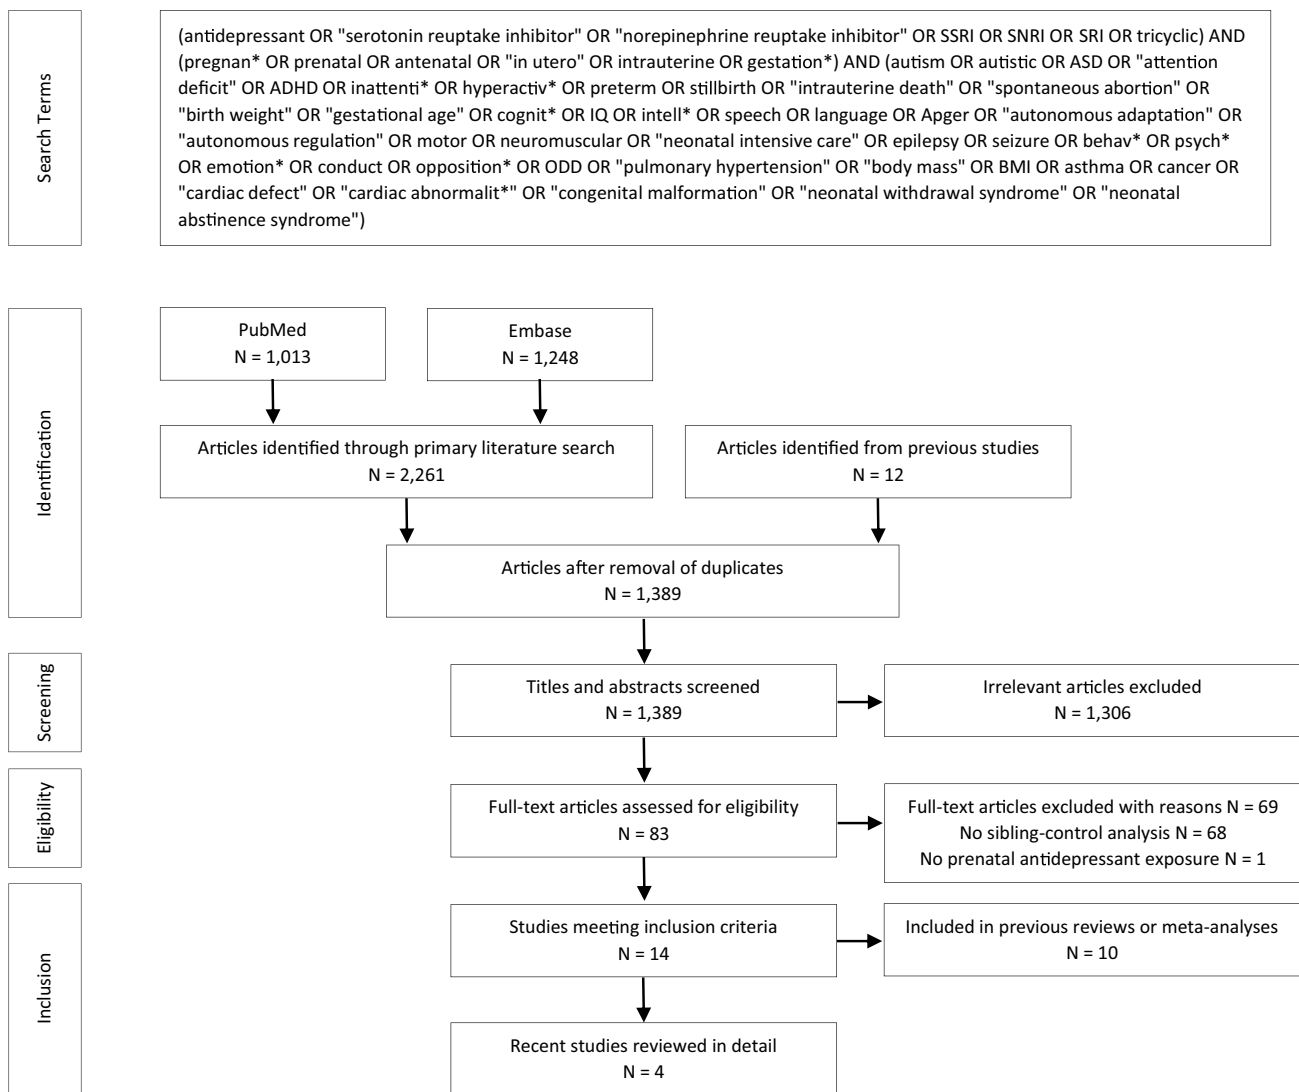 Search Terms
(antidepressant OR "serotonin reuptake inhibitor" OR "norepinephrine reuptake inhibitor" OR SSRI OR SNRI OR SRI OR tricyclic) AND
(pregnan* OR prenatal OR antenatal OR "in utero" OR intrauterine OR gestation*) AND (autism OR autistic OR ASD OR "attention
deficit" OR ADHD OR inattenti* OR hyperactiv* OR preterm OR stillbirth OR "intrauterine death" OR "spontaneous abortion" OR
"birth weight" OR "gestational age" OR cognit* OR IQ OR intell* OR speech OR language OR Apger OR "autonomous adaptation" OR
"autonomous regulation" OR motor OR neuromuscular OR "neonatal intensive care" OR epilepsy OR seizure OR behav* OR psych*
OR emotion* OR conduct OR opposition* OR ODD OR "pulmonary hypertension" OR "body mass" OR BMI OR asthma OR cancer OR
"cardiac defect" OR "cardiac abnormalit*" OR "congenital malformation" OR "neonatal withdrawal syndrome" OR "neonatal
abstinence syndrome")
Identification
PubMed
N = 1,013
Embase
N = 1,248
Articles identified through primary literature search
N = 2,261
Articles identified from previous studies
N = 12
Articles after removal of duplicates
N = 1,389
Screening
Titles and abstracts screened
N = 1,389
Irrelevant articles excluded
N = 1,306
Eligibility
Full-text articles assessed for eligibility
N = 83
Full-text articles excluded with reasons N = 69
No sibling-control analysis N = 68
No prenatal antidepressant exposure N = 1
Inclusion
Studies meeting inclusion criteria
N = 14
Included in previous reviews or meta-analyses
N = 10
Recent studies reviewed in detail
N = 4